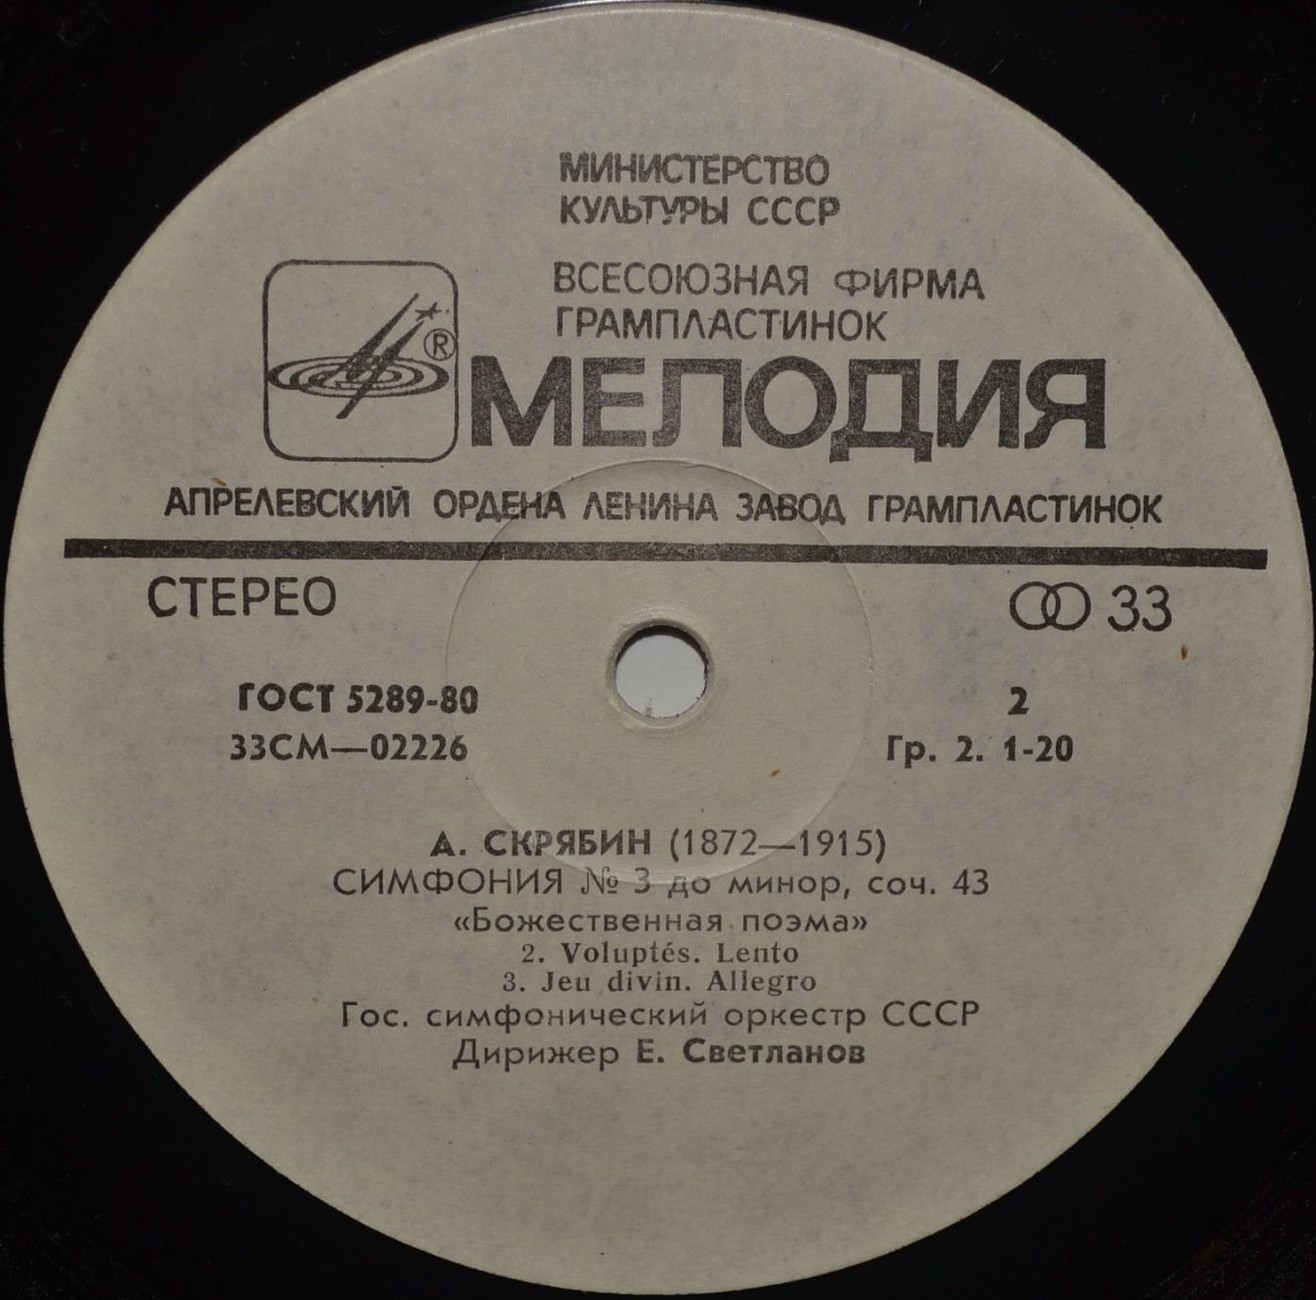 МИНИСТЕРСТВО
КУЛЬТУРЫ СССР
ВСЕСОЮЗНАЯ ФИРМА
ГРАМПЛАСТИНОК
®
МЕЛОДИЯ
АПРЕЛЕВСКИЙ ОРДЕНА ЛЕНИНА ЗАВОД ГРАМПЛАСТИНОК
СТЕРЕО 33
ГОСТ 5289-80 2
33СМ—02226 Гр. 2. 1-20
А. СКРЯБИН (1872—1915)
СИМФОНИЯ № 3 до минор, соч. 43
«Божественная поэма»
2. Voluptés. Lento
3. Jeu divin. Allegro
Гос. симфонический оркестр СССР
Дирижер Е. Светланов